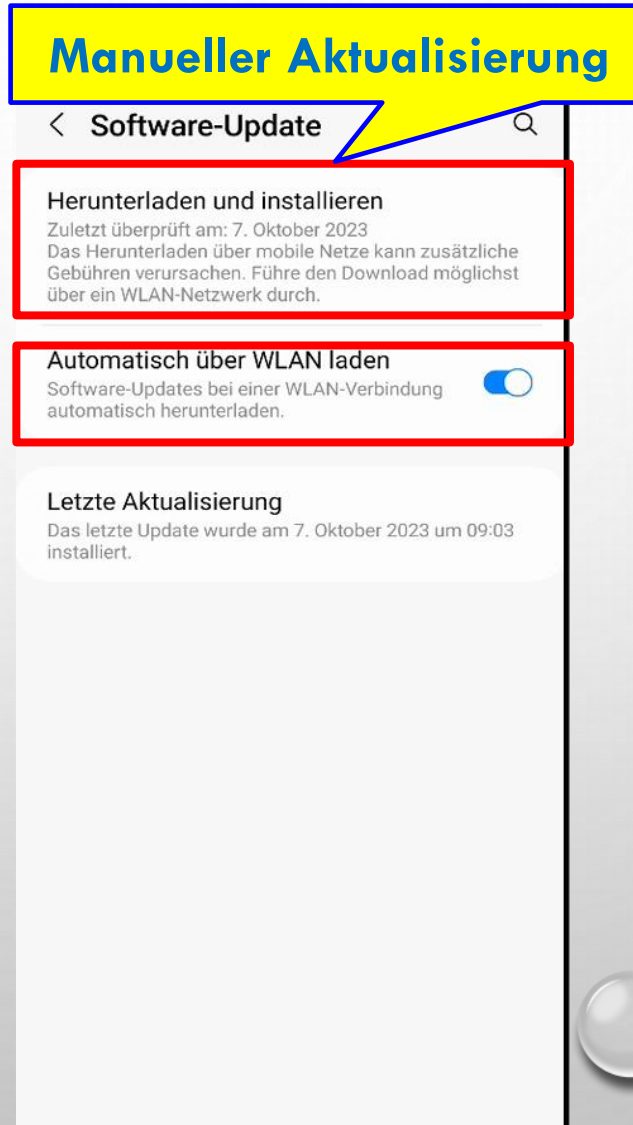 Manueller Aktualisierung
Software-Update
Herunterladen und installieren
Zuletzt überprüft am: 7. Oktober 2023
Das Herunterladen über mobile Netze kann zusätzliche
Gebühren verursachen. Führe den Download möglichst
über ein WLAN-Netzwerk durch.
Automatisch über WLAN laden
Software-Updates bei einer WLAN-Verbindung
automatisch herunterladen.
Letzte Aktualisierung
Das letzte Update wurde am 7. Oktober 2023 um 09:03
installiert.